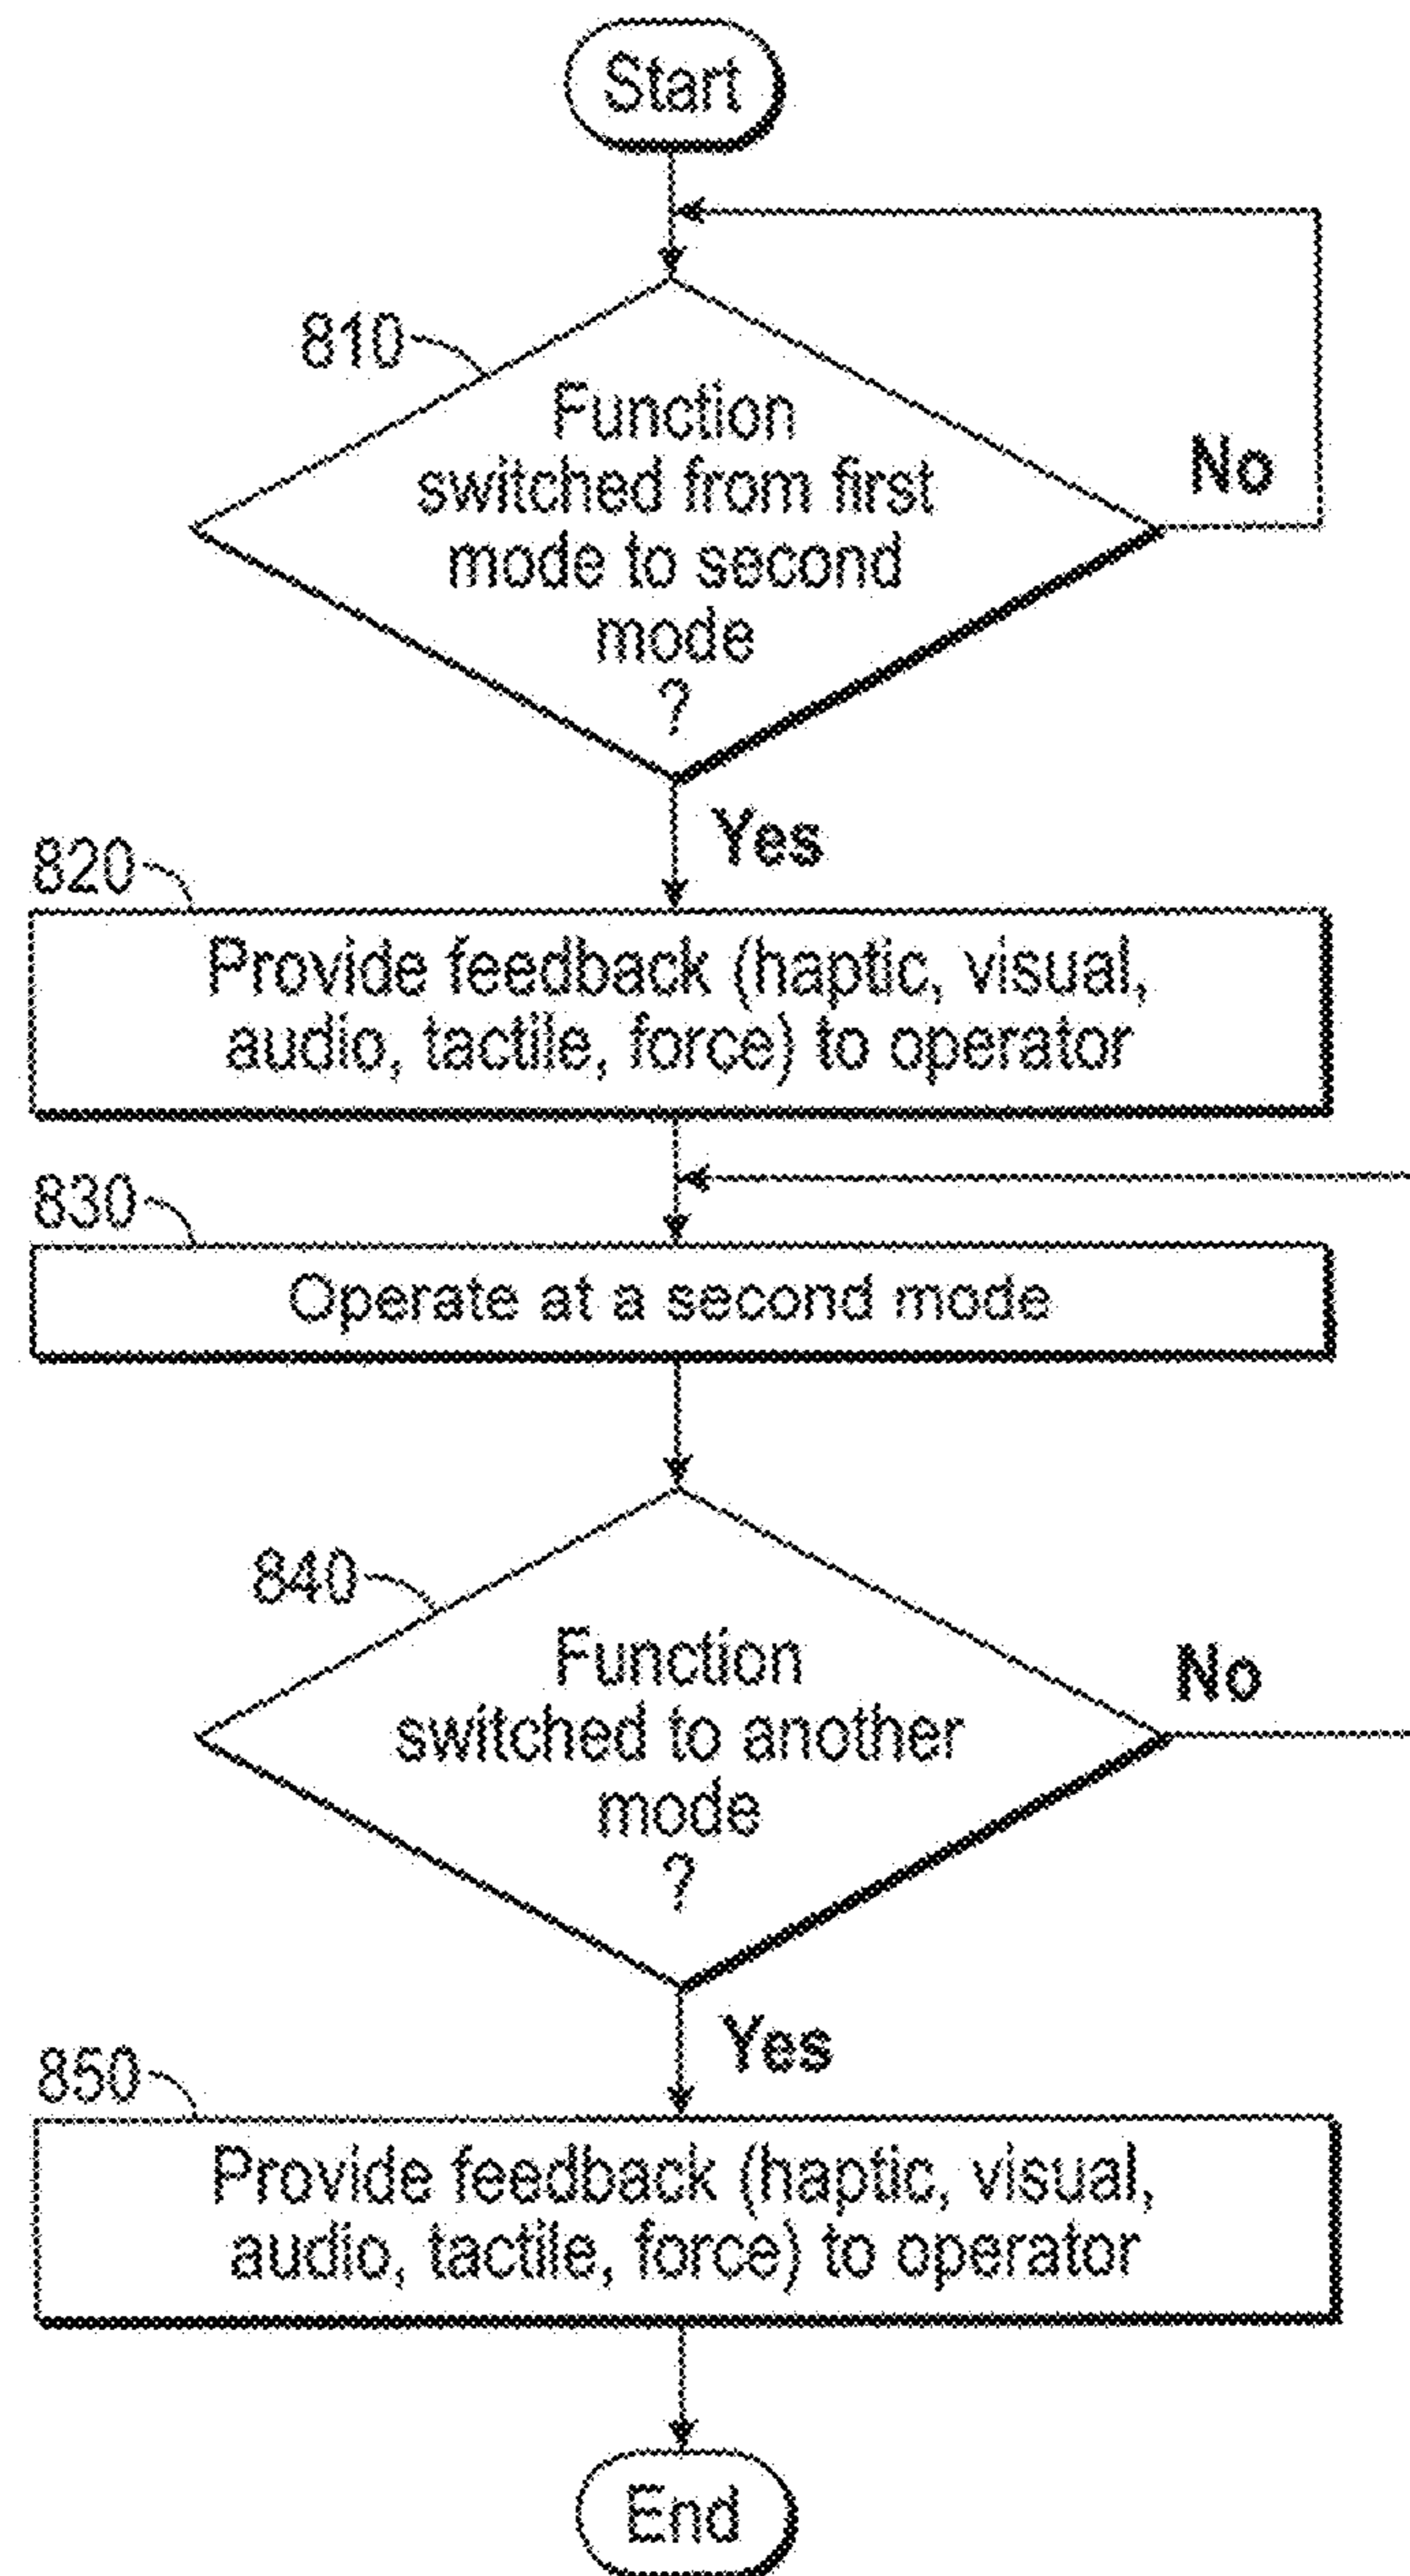 Start
810
Function
switched from first
mode to second
mode
?
No
Yes
820
Provide feedback (haptic, visual,
audio, tactile, force) to operator
830
Operate at a second mode
840
Function
switched to another
mode
?
No
Yes
850
Provide feedback (haptic, visual,
audio, tactile, force) to operator
End